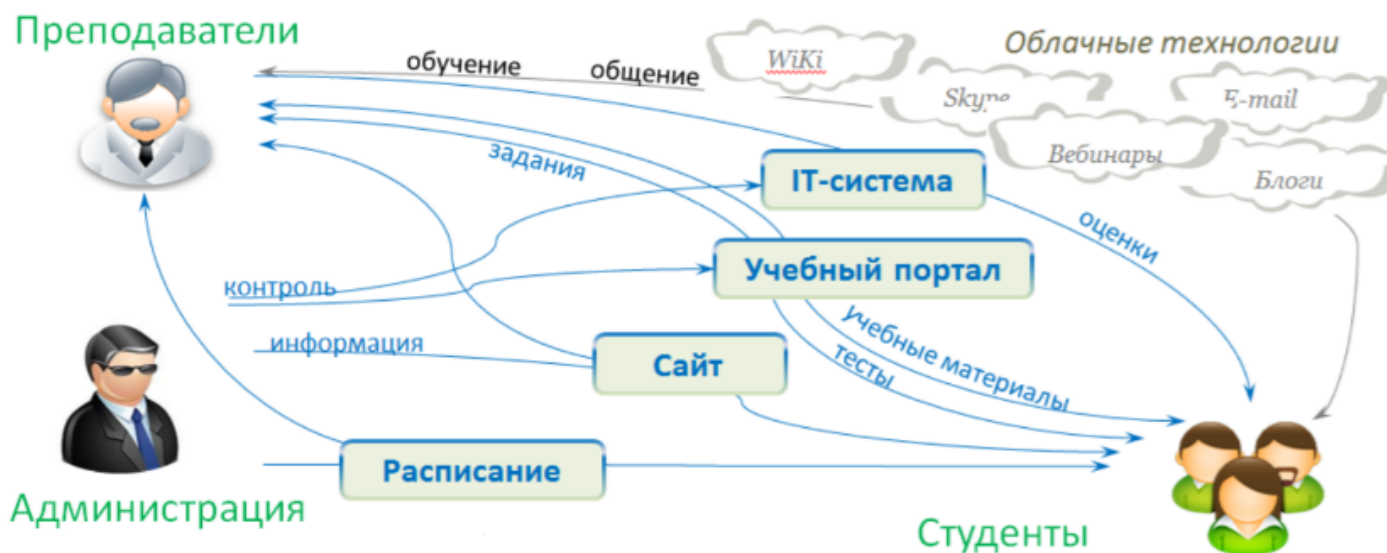 Преподаватели
обучение общение
WiKi
Облачные технологии
Skype
E-mail
Вебинары
Блоги
задания
IT-система
оценки
Учебный портал
контроль
информация
Учебные материалы
тесты
Сайт
Расписание
Администрация
Студенты